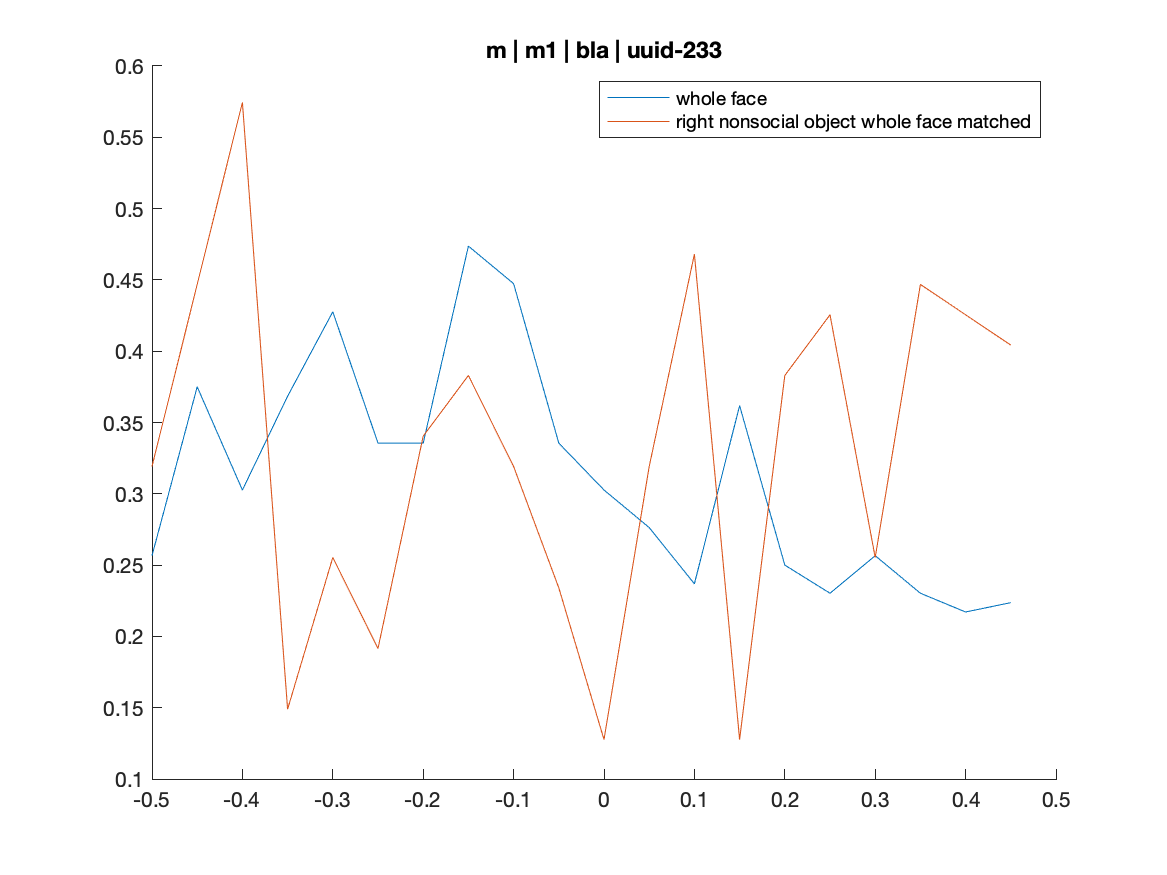 m | m1 | bla | uuid-233
whole face
right nonsocial object whole face matched
0.6
0.55
0.5
0.45
0.4
0.35
0.3
0.25
0.2
0.15
0.1
-0.5 -0.4 -0.3 -0.2 -0.1 0 0.1 0.2 0.3 0.4 0.5